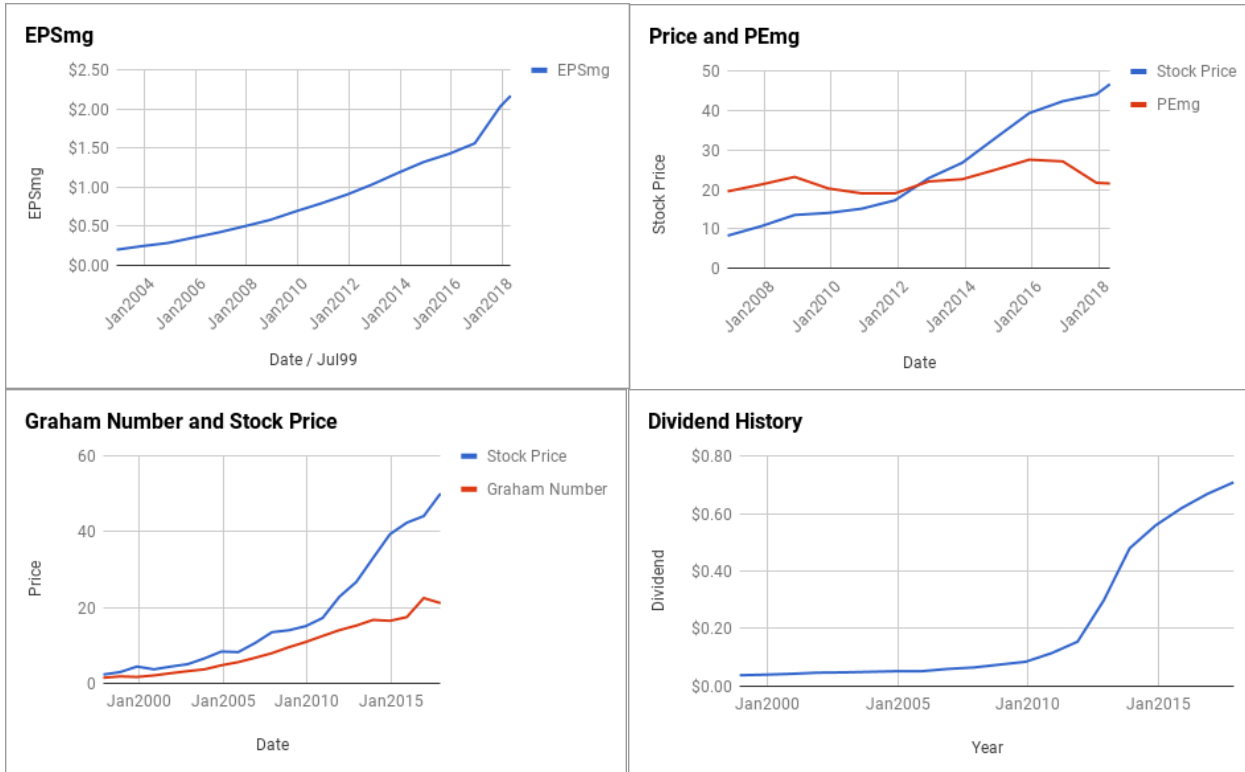 EPSmg
EPSmg
$2.50
$2.00
$1.50
$1.00
$0.50
$0.00
EPSmg
Jan2004
Jan2006
Jan2008
Jan2010
Jan2012
Jan2014
Jan2016
Jan2018
Date / Jul99
Price and PEmg
Stock Price
PEmg
50
40
30
20
10
0
Stock Price
Jan2008
Jan2010
Jan2012
Jan2014
Jan2016
Jan2018
Date
Graham Number and Stock Price
Stock Price
Graham Number
60
40
20
0
Price
Jan2000
Jan2005
Jan2010
Jan2015
Date
Dividend History
$0.80
$0.60
$0.40
$0.20
$0.00
Dividend
Jan2000
Jan2005
Jan2010
Jan2015
Year